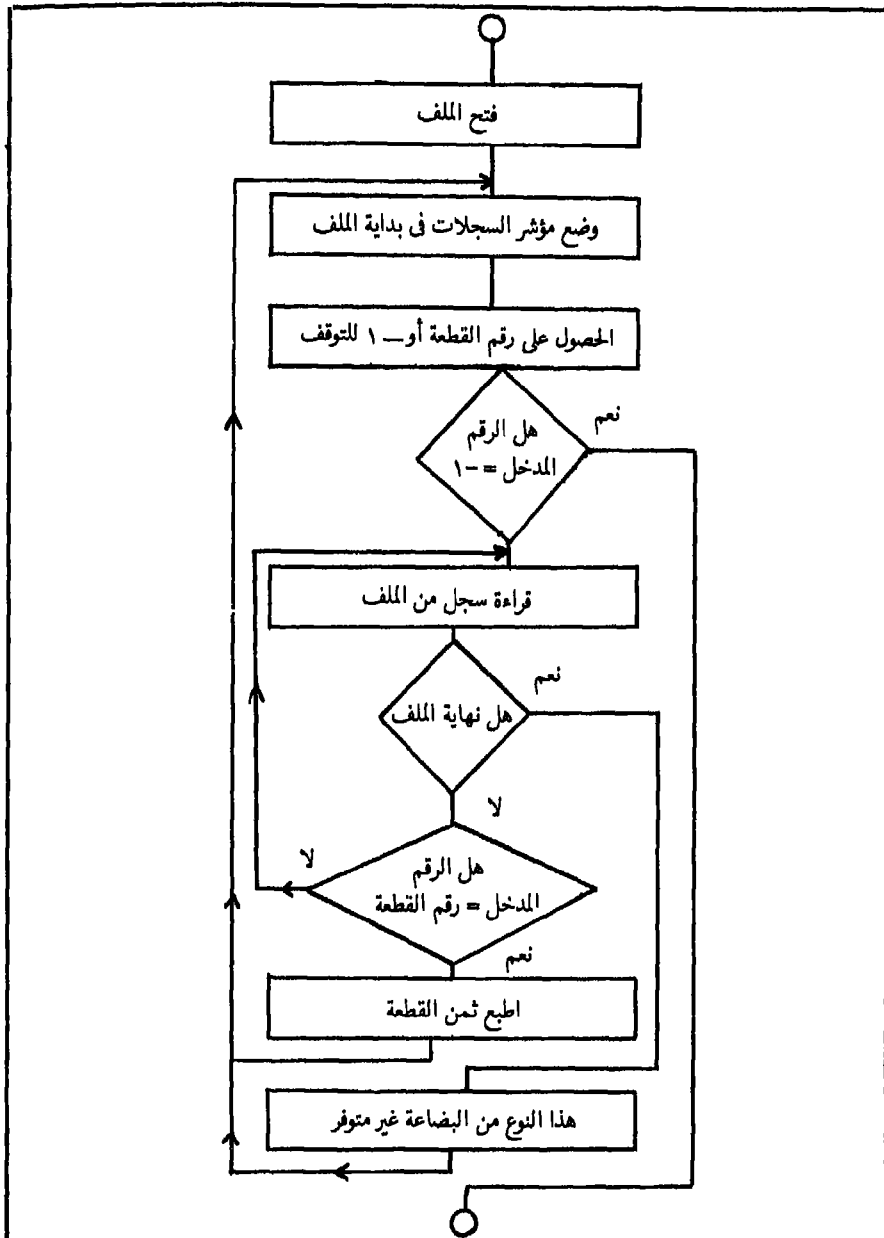 فتح الملف
وضع مؤشر السجلات فى بداية الملف
الحصول على رقم القطعة أو — ١ للتوقف
نعم
هل الرقم
المدخل = -١
قراءة سجل من الملف
نعم
هل نهاية الملف
لا
لا
هل الرقم
المدخل = رقم القطعة
نعم
اطبع ثمن القطعة
هذا النوع من البضاعة غير متوفر